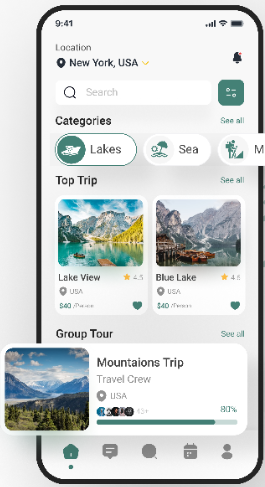 9:41
Location
New York, USA
Search
Categories
See all
Lakes
Sea
M
Top Trip
See all
Lake View
4.5
USA
$40 /Person
Blue Lake
4.6
USA
$40 /Person
Group Tour
See all
Mountaions Trip
Travel Crew
USA
80%